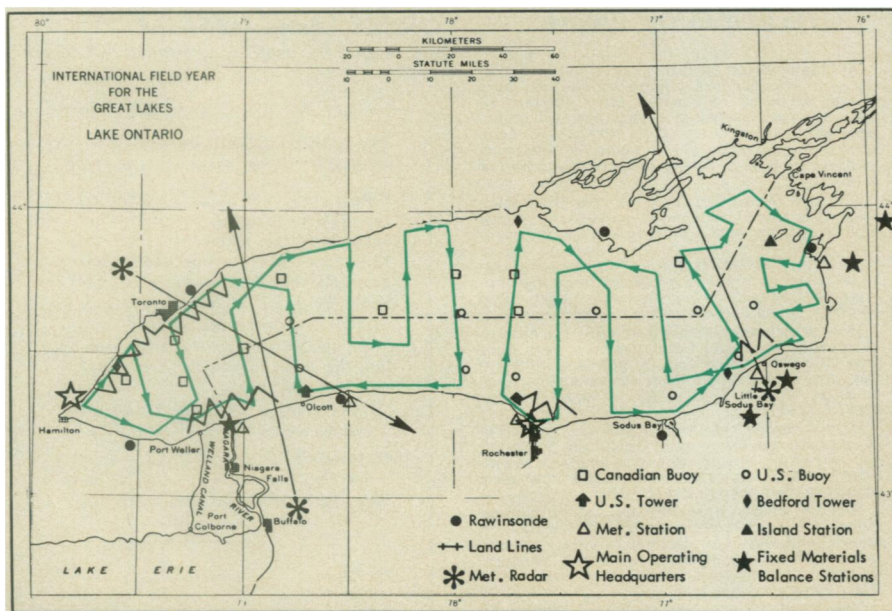 80°
79
78°
77°
76°
KILOMETERS
20 0 20 40 60
STATUTE MILES
10 0 10 20 30 40
INTERNATIONAL FIELD YEAR
FOR THE
GREAT LAKES
LAKE ONTARIO
Kingston
Cape Vincent
44°
44°
Toronto
Oswego
Little
Sodus Bay
Olcott
Sodus Bay
Hamilton
Port Weller
Rochester
WELLAND CANAL
NIAGARA
RIVER
Niagara
Falls
Port
Colborne
Buffalo
43°
LAKE ERIE
Canadian Buoy
U.S. Buoy
U.S. Tower
Bedford Tower
Rawinsonde
Met. Station
Island Station
Land Lines
Main Operating
Headquarters
Fixed Materials
Balance Stations
Met. Radar
78°
77°